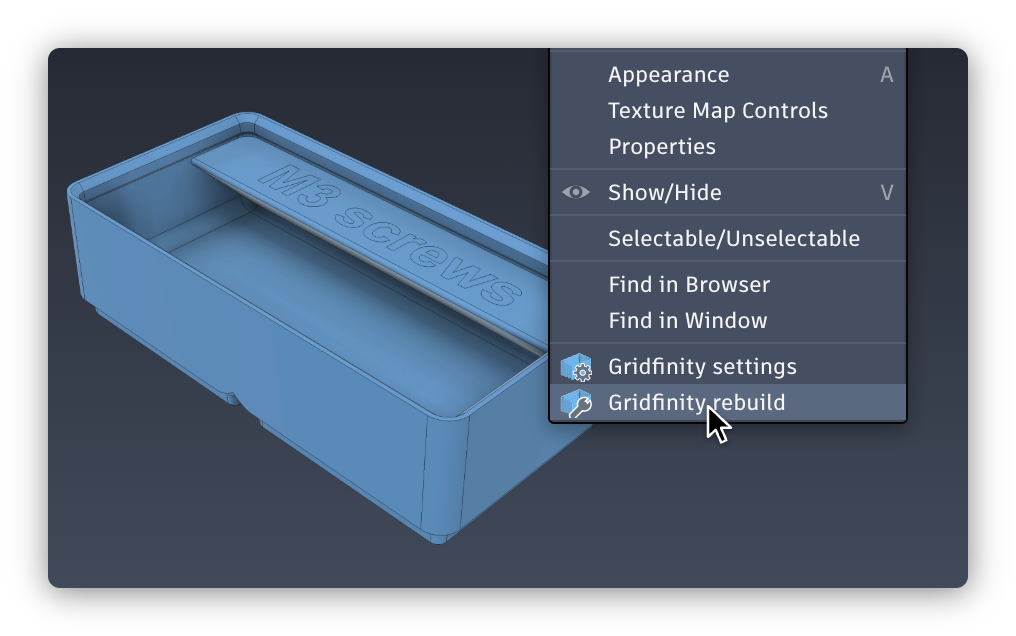 M3 screws
Appearance A
Texture Map Controls
Properties
Show/Hide V
Selectable/Unselectable
Find in Browser
Find in Window
Gridfinity settings
Gridfinity rebuild